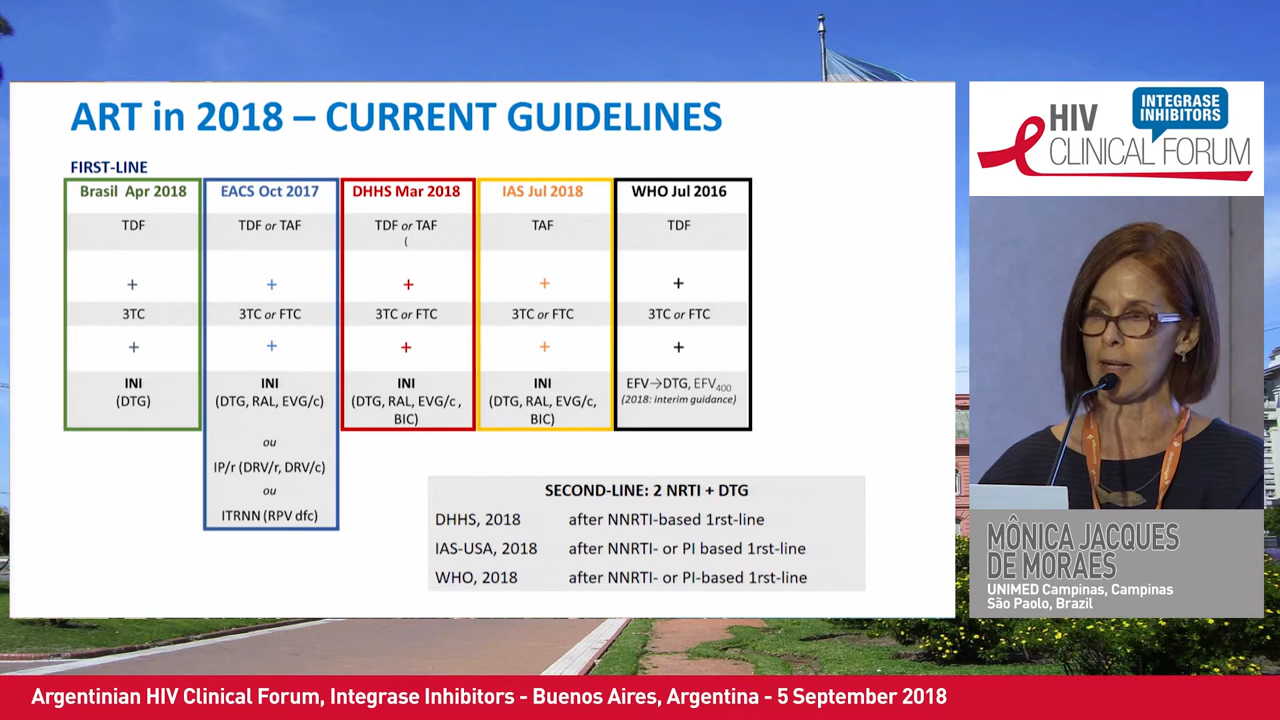 ART in 2018 – CURRENT GUIDELINES
FIRST-LINE
Brasil Apr 2018
TDF
+
3TC
+
INI
(DTG)
EACS Oct 2017
TDF or TAF
+
3TC or FTC
+
INI
(DTG, RAL, EVG/c)
ou
IP/r (DRV/r, DRV/c)
ou
ITRNN (RPV dfc)
DHHS Mar 2018
TDF or TAF
(
+
3TC or FTC
+
INI
(DTG, RAL, EVG/c ,
BIC)
IAS Jul 2018
TAF
+
3TC or FTC
+
INI
(DTG, RAL, EVG/c,
BIC)
WHO Jul 2016
TDF
+
3TC or FTC
+
EFV→DTG, EFV400
(2018: interim guidance)
SECOND-LINE: 2 NRTI + DTG
DHHS, 2018 after NNRTI-based 1rst-line
IAS-USA, 2018 after NNRTI- or PI based 1rst-line
WHO, 2018 after NNRTI- or PI-based 1rst-line
INTEGRASE
INHIBITORS
HIV
CLINICAL FORUM
MÔNICA JACQUES
DE MORAES
UNIMED Campinas, Campinas
São Paolo, Brazil
Argentinian HIV Clinical Forum, Integrase Inhibitors - Buenos Aires, Argentina - 5 September 2018